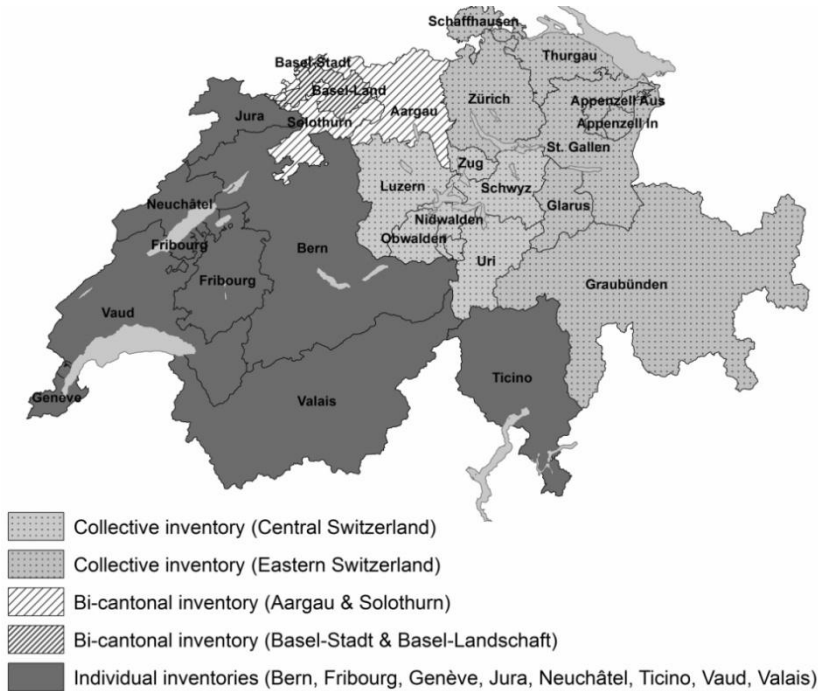 Schaffhausen
Thurgau
Basel-Stadt
Basel-Land
Zürich
Aargau
Appenzell Aus
Jura
Solothurn
Appenzell In
St. Gallen
Zug
Luzern
Schwyz
Neuchâtel
Glarus
Nidwalden
Fribourg
Obwalden
Bern
Uri
Fribourg
Graubünden
Vaud
Ticino
Genève
Valais
Collective inventory (Central Switzerland)
Collective inventory (Eastern Switzerland)
Bi-cantonal inventory (Aargau & Solothurn)
Bi-cantonal inventory (Basel-Stadt & Basel-Landschaft)
Individual inventories (Bern, Fribourg, Genève, Jura, Neuchâtel, Ticino, Vaud, Valais)